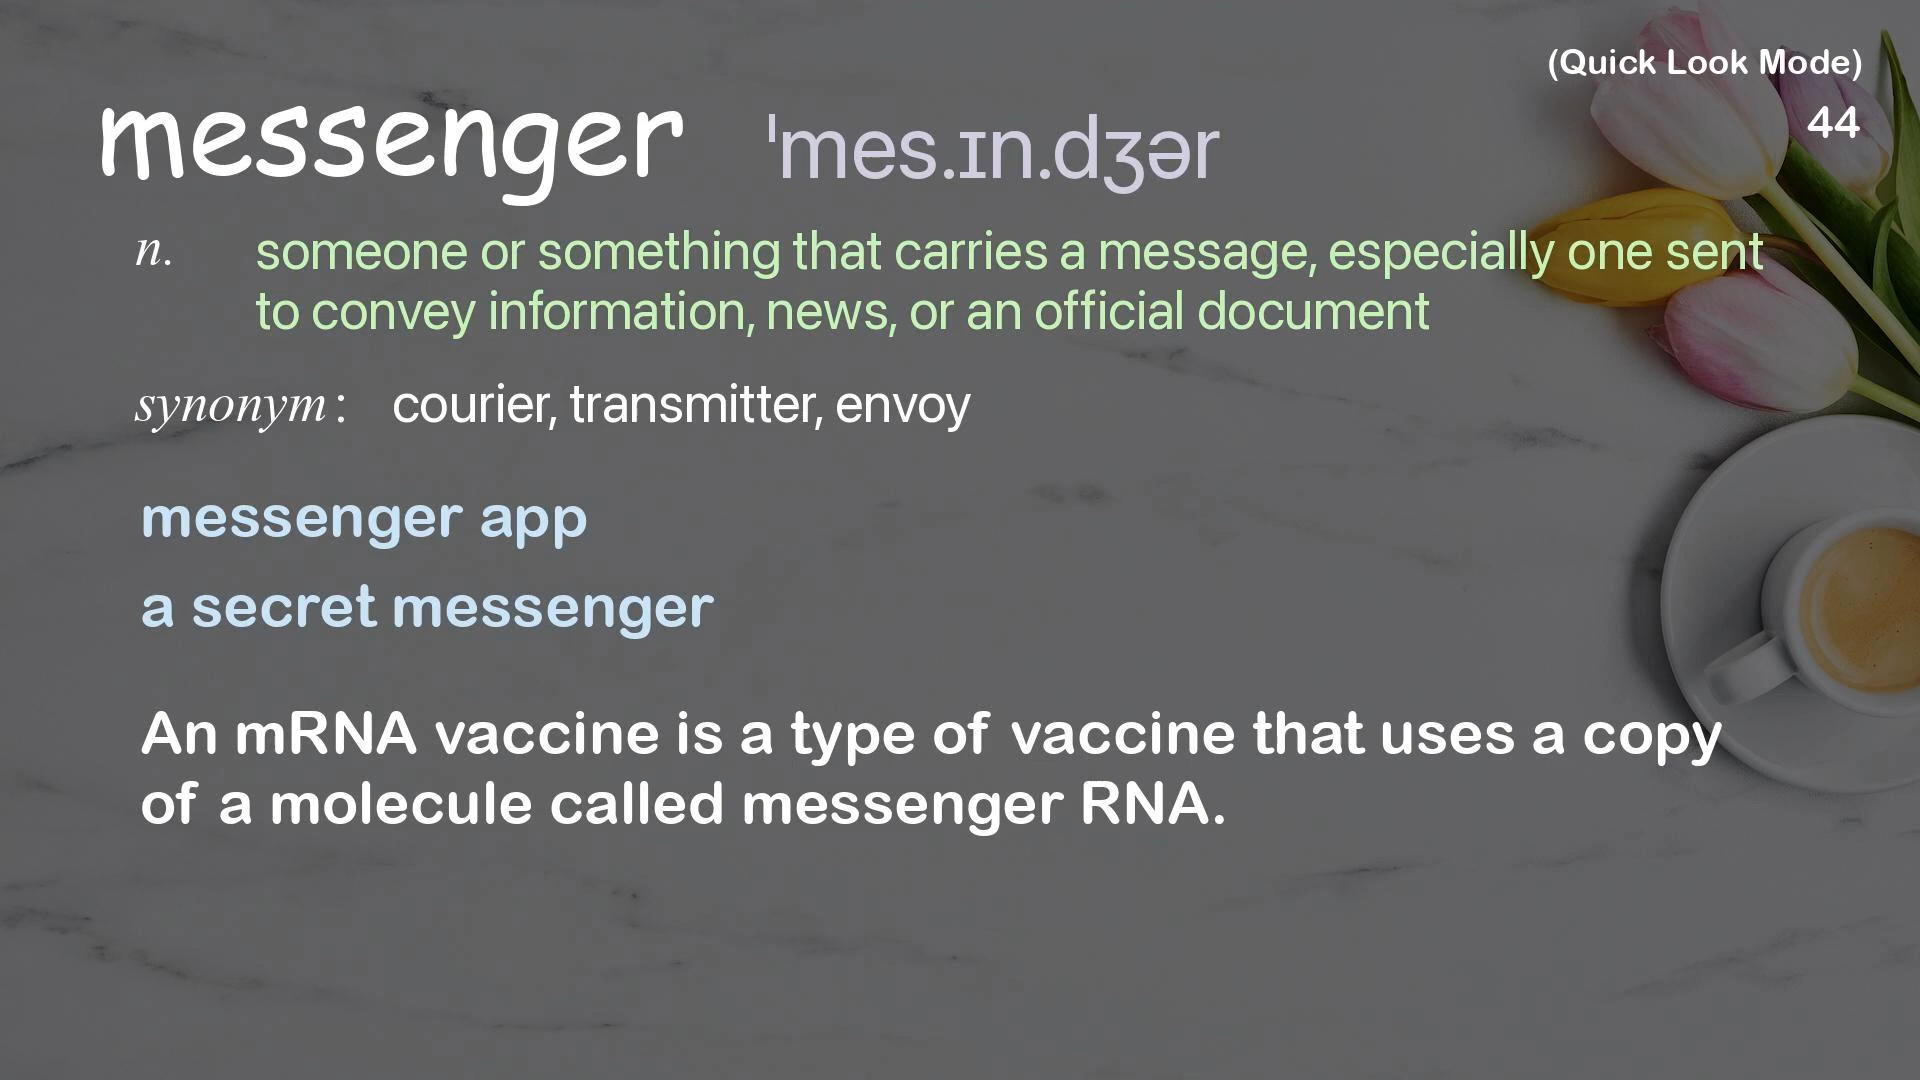 (Quick Look Mode)
messenger ˈmes.ɪn.dʒər
44
n. someone or something that carries a message, especially one sent
to convey information, news, or an official document
synonym: courier, transmitter, envoy
messenger app
a secret messenger
An mRNA vaccine is a type of vaccine that uses a copy
of a molecule called messenger RNA.